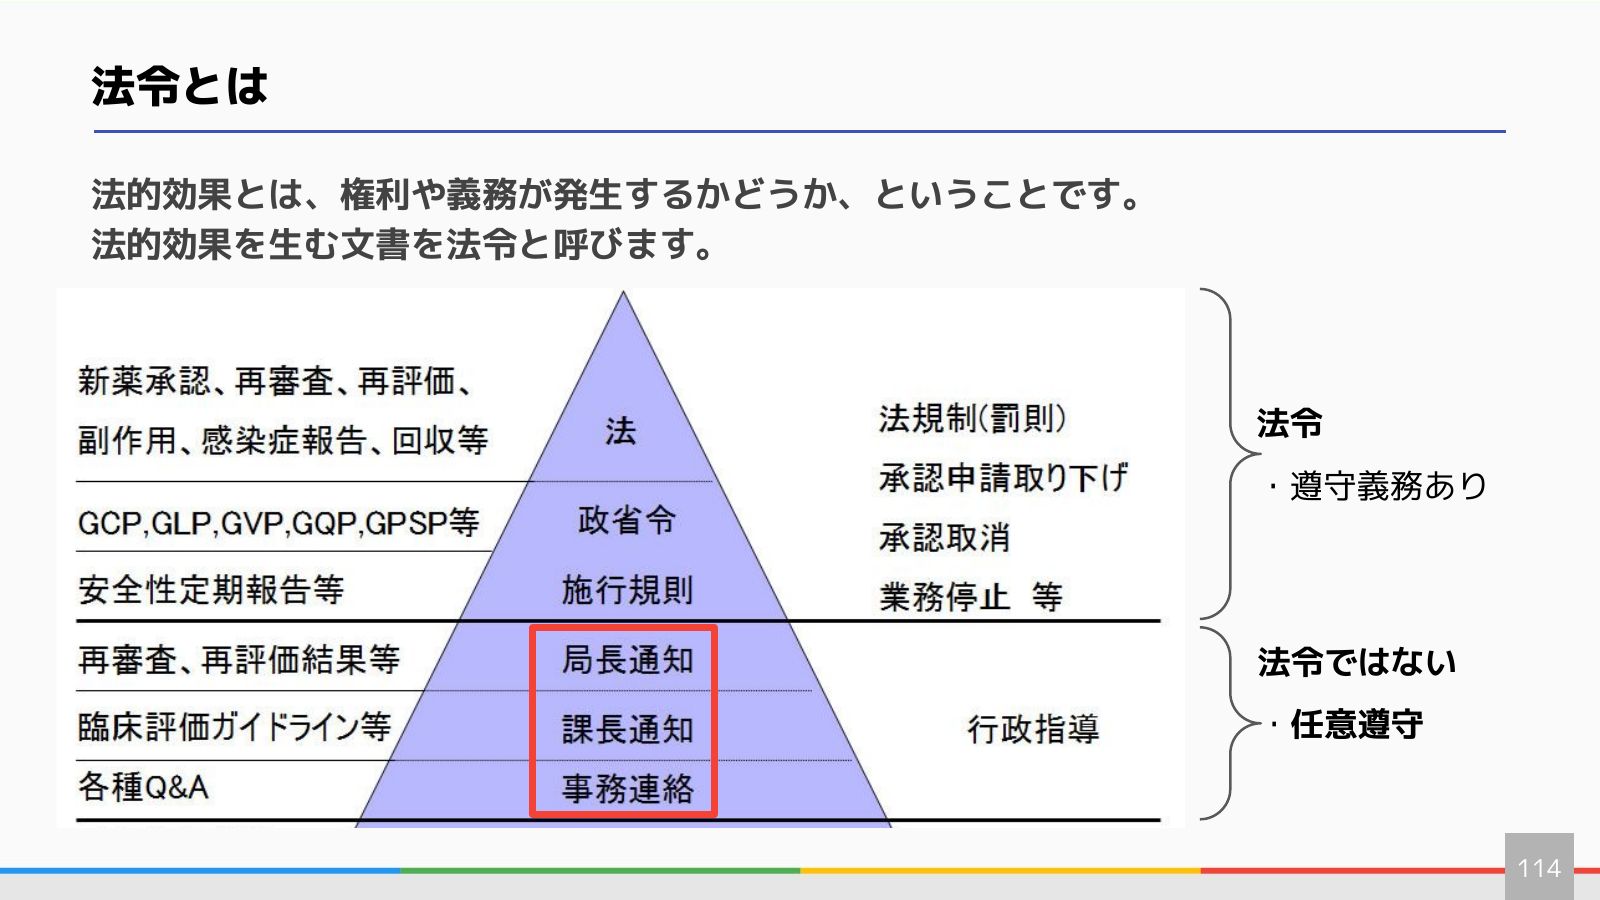 法令とは
法的効果とは、権利や義務が発生するかどうか、ということです。
法的効果を生む文書を法令と呼びます。
新薬承認、再審査、再評価、
副作用、感染症報告、回収等
GCP,GLP,GVP,GQP,GPSP等
安全性定期報告等
再審査、再評価結果等
臨床評価ガイドライン等
各種Q&A
法
政省令
施行規則
局長通知
課長通知
事務連絡
法規制(罰則)
承認申請取り下げ
承認取消
業務停止 等
行政指導
法令
・遵守義務あり
法令ではない
・任意遵守
114